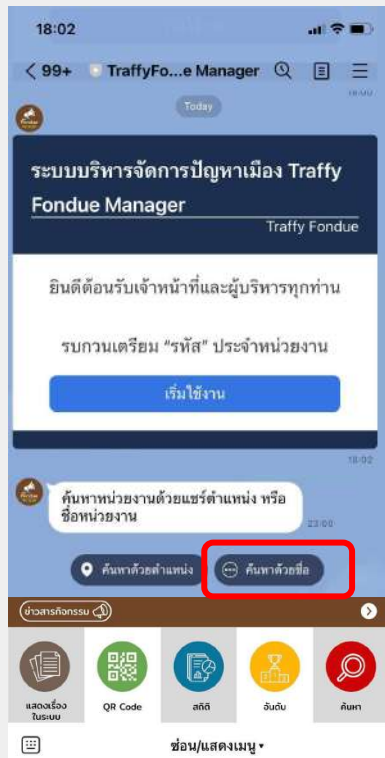 18:02
99+ TraffyFo...e Manager
Today
ระบบบริหารจัดการปัญหาเมือง Traffy
Fondue Manager
Traffy Fondue
ยินดีต้อนรับเจ้าหน้าที่และผู้บริหารทุกท่าน
รบกวนเตรียม “รหัส” ประจำหน่วยงาน
เริ่มใช้งาน
18:02
ค้นหาหน่วยงานด้วยแชร์ตำแหน่ง หรือ
ชื่อหน่วยงาน
23:00
ค้นหาด้วยตำแหน่ง
ค้นหาด้วยชื่อ
ข่าวสารกิจกรรม
แสดงเรื่อง
ในระบบ
QR Code
สถิติ
อันดับ
ค้นหา
ซ่อน/แสดงเมนู